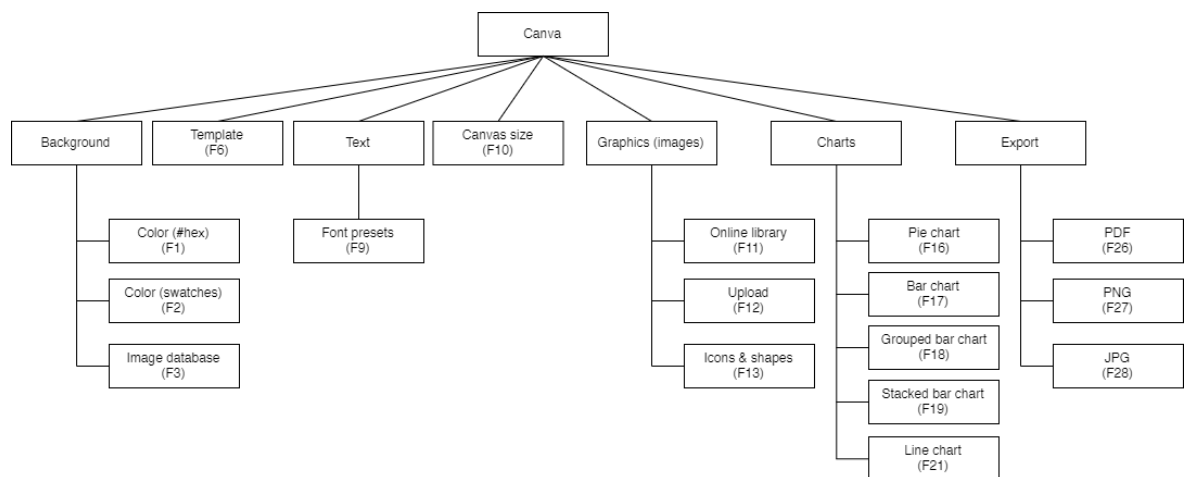 Canva
Background
Template
(F6)
Text
Canvas size
(F10)
Graphics (images)
Charts
Export
Color (#hex)
(F1)
Color (swatches)
(F2)
Image database
(F3)
Font presets
(F9)
Online library
(F11)
Upload
(F12)
Icons & shapes
(F13)
Pie chart
(F16)
Bar chart
(F17)
Grouped bar chart
(F18)
Stacked bar chart
(F19)
Line chart
(F21)
PDF
(F26)
PNG
(F27)
JPG
(F28)